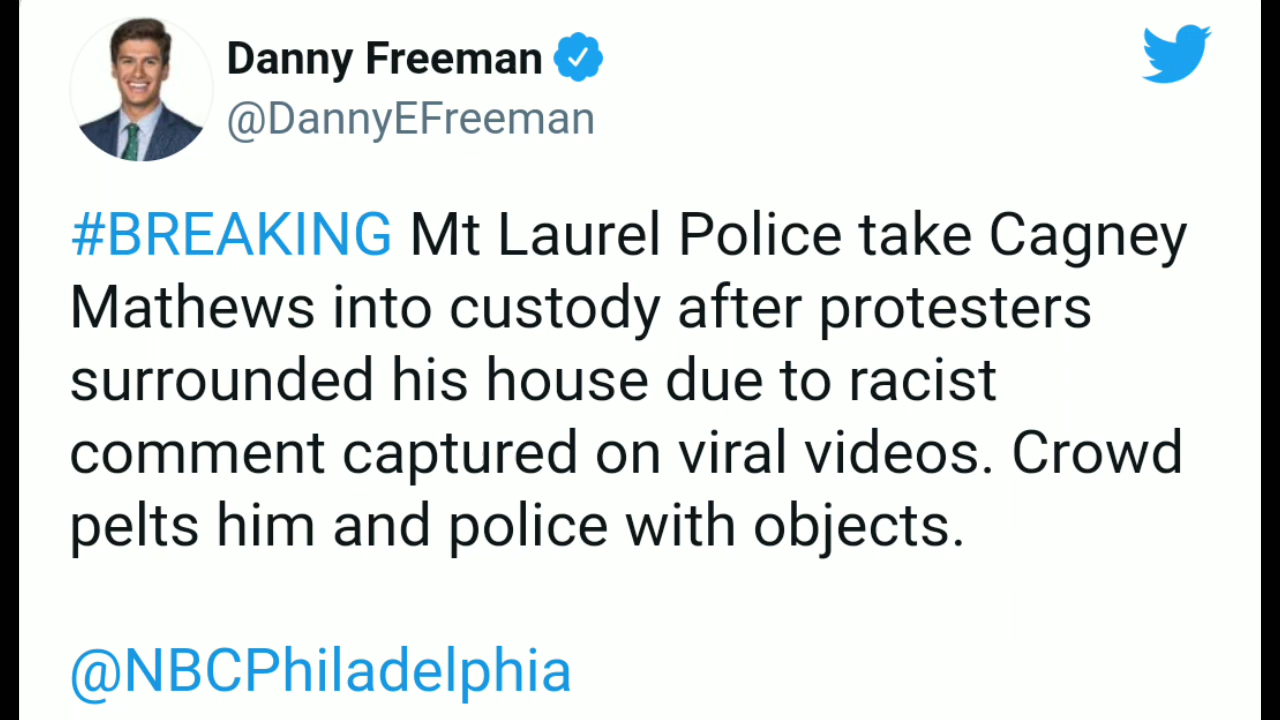 Danny Freeman
@DannyEFreeman
#BREAKING Mt Laurel Police take Cagney
Mathews into custody after protesters
surrounded his house due to racist
comment captured on viral videos. Crowd
pelts him and police with objects.
@NBCPhiladelphia